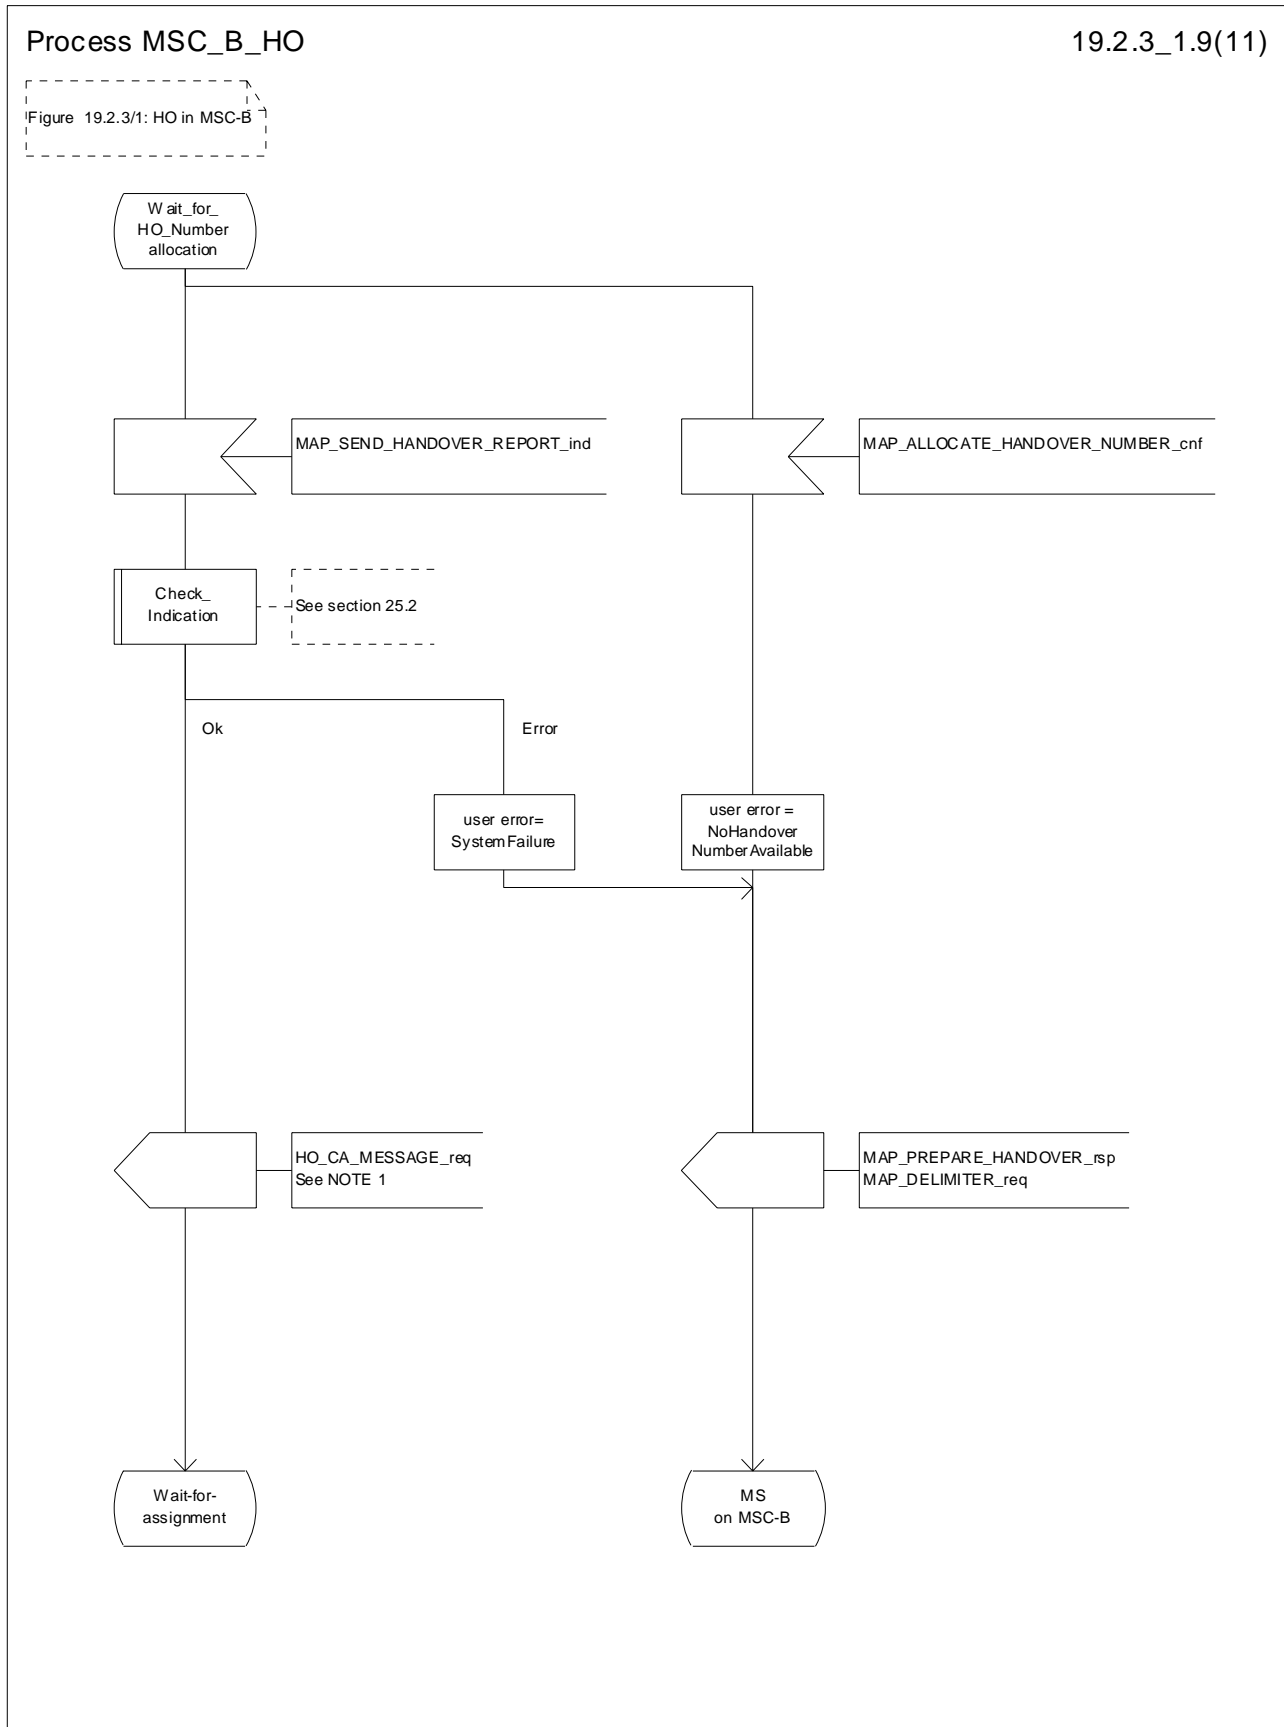 Process MSC_B_HO
19.2.3_1.9(11)
Figure 19.2.3/1: HO in MSC-B
Wait_for_
HO_Number
allocation
MAP_SEND_HANDOVER_REPORT_ind
MAP_ALLOCATE_HANDOVER_NUMBER_cnf
Check_
Indication
See section 25.2
Ok
Error
user error=
SystemFailure
user error =
NoHandover
NumberAvailable
HO_CA_MESSAGE_req
See NOTE 1
MAP_PREPARE_HANDOVER_rsp
MAP_DELIMITER_req
Wait-for-
assignment
MS
on MSC-B